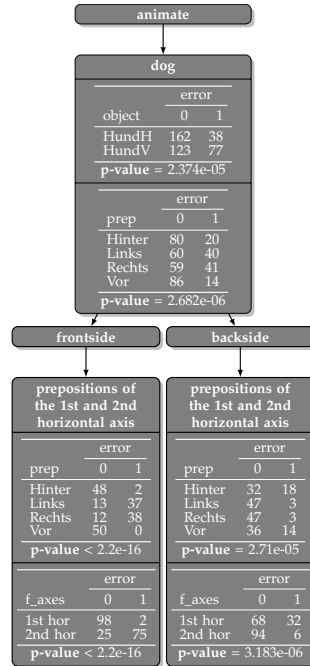 animate
dog
error
object 0 1
HundH 162 38
HundV 123 77
p-value = 2.374e-05
error
prep 0 1
Hinter 80 20
Links 60 40
Rechts 59 41
Vor 86 14
p-value = 2.682e-06
frontside
prepositions of
the 1st and 2nd
horizontal axis
error
prep 0 1
Hinter 48 2
Links 13 37
Rechts 12 38
Vor 50 0
p-value < 2.2e-16
error
f_axes 0 1
1st hor 98 2
2nd hor 25 75
p-value < 2.2e-16
backside
prepositions of
the 1st and 2nd
horizontal axis
error
prep 0 1
Hinter 32 18
Links 47 3
Rechts 47 3
Vor 36 14
p-value = 2.71e-05
error
f_axes 0 1
1st hor 68 32
2nd hor 94 6
p-value = 3.183e-06